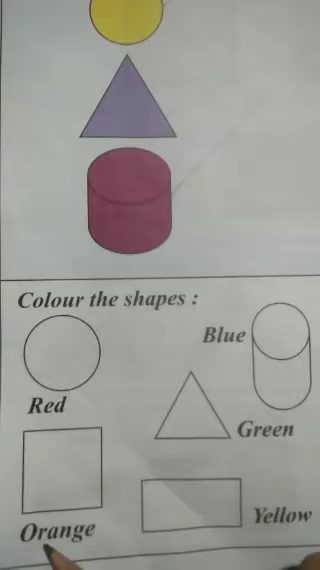 Colour the shapes :
Blue
Red
Green
Orange
Yellow